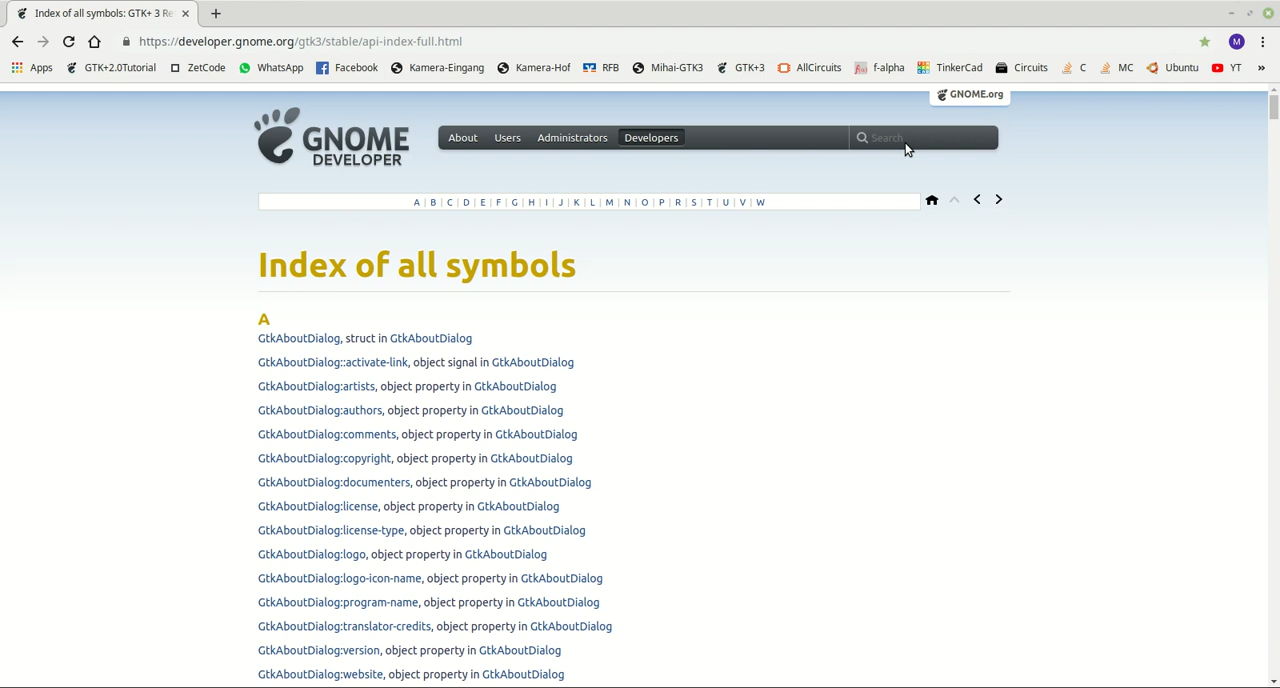 Index of all symbols: GTK+ 3 Re
https://developer.gnome.org/gtk3/stable/api-index-full.html
M
Apps GTK+2.0Tutorial ZetCode WhatsApp Facebook Kamera-Eingang Kamera-Hof RFB Mihai-GTK3 GTK+3 AllCircuits f-alpha TinkerCad Circuits C MC Ubuntu YT »
GNOME.org
GNOME DEVELOPER
About Users Administrators Developers Search
A | B | C | D | E | F | G | H | I | J | K | L | M | N | O | P | R | S | T | U | V | W
Index of all symbols
A
GtkAboutDialog, struct in GtkAboutDialog
GtkAboutDialog::activate-link, object signal in GtkAboutDialog
GtkAboutDialog:artists, object property in GtkAboutDialog
GtkAboutDialog:authors, object property in GtkAboutDialog
GtkAboutDialog:comments, object property in GtkAboutDialog
GtkAboutDialog:copyright, object property in GtkAboutDialog
GtkAboutDialog:documenters, object property in GtkAboutDialog
GtkAboutDialog:license, object property in GtkAboutDialog
GtkAboutDialog:license-type, object property in GtkAboutDialog
GtkAboutDialog:logo, object property in GtkAboutDialog
GtkAboutDialog:logo-icon-name, object property in GtkAboutDialog
GtkAboutDialog:program-name, object property in GtkAboutDialog
GtkAboutDialog:translator-credits, object property in GtkAboutDialog
GtkAboutDialog:version, object property in GtkAboutDialog
GtkAboutDialog:website, object property in GtkAboutDialog